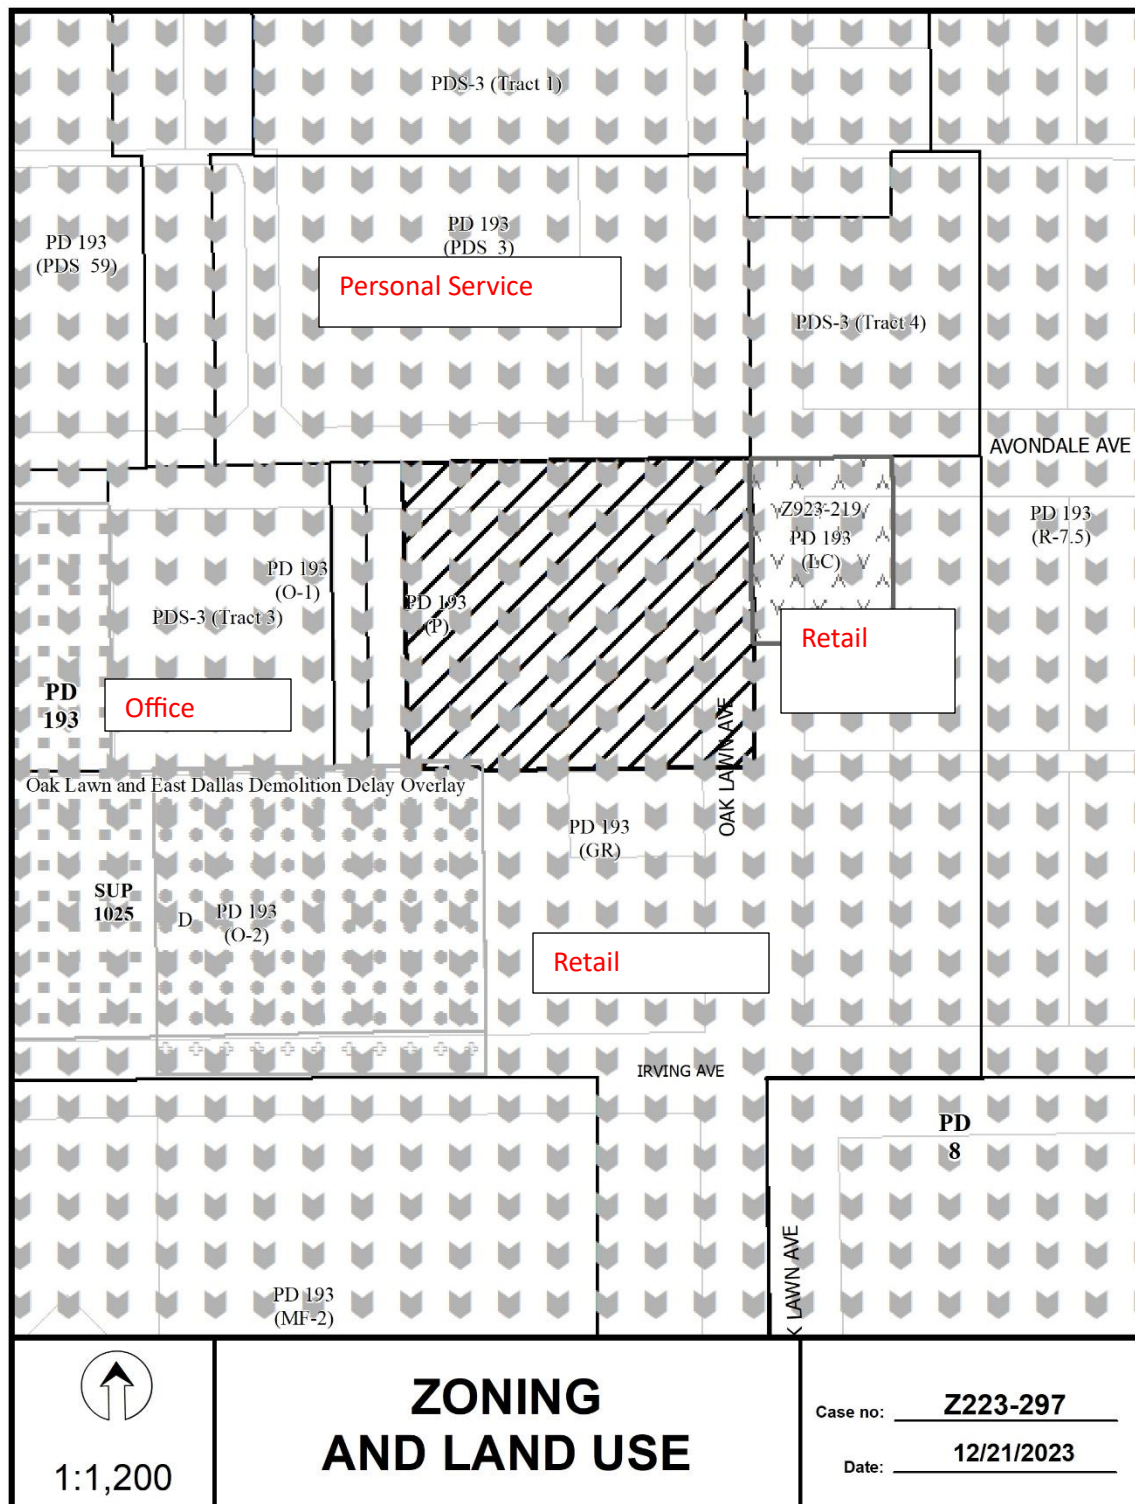 PDS-3 (Tract 1)
PD 193
(PDS 59)
PD 193
(PDS 3)
Personal Service
PDS-3 (Tract 4)
AVONDALE AVE
Z923-219
PD 193
(LC)
PD 193
(R-7.5)
PD 193
(O-1)
PD 193
(P)
PDS-3 (Tract 3)
Retail
PD
193
Office
OAK LAWN AVE
Oak Lawn and East Dallas Demolition Delay Overlay
PD 193
(GR)
SUP
1025
D
PD 193
(O-2)
Retail
IRVING AVE
PD
8
K LAWN AVE
PD 193
(MF-2)
1:1,200
ZONING
AND LAND USE
Case no: Z223-297
Date: 12/21/2023